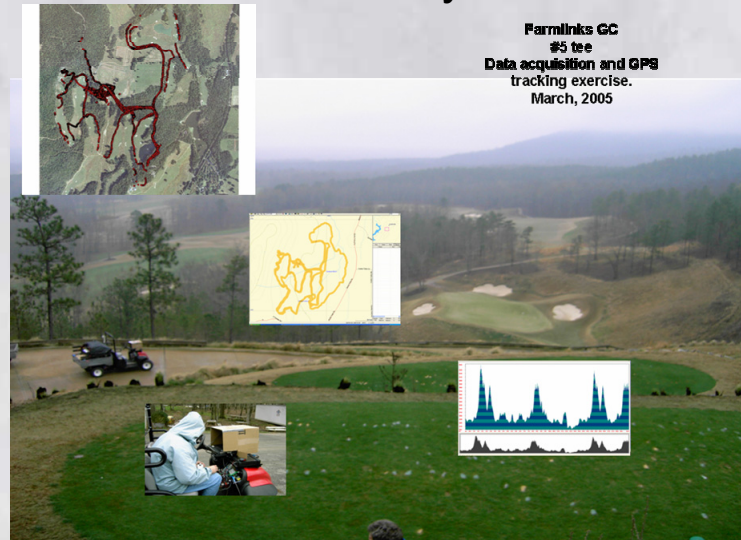 Farmlinks GC
#5 tee
Data acquisition and GPS
tracking exercise.
March, 2005